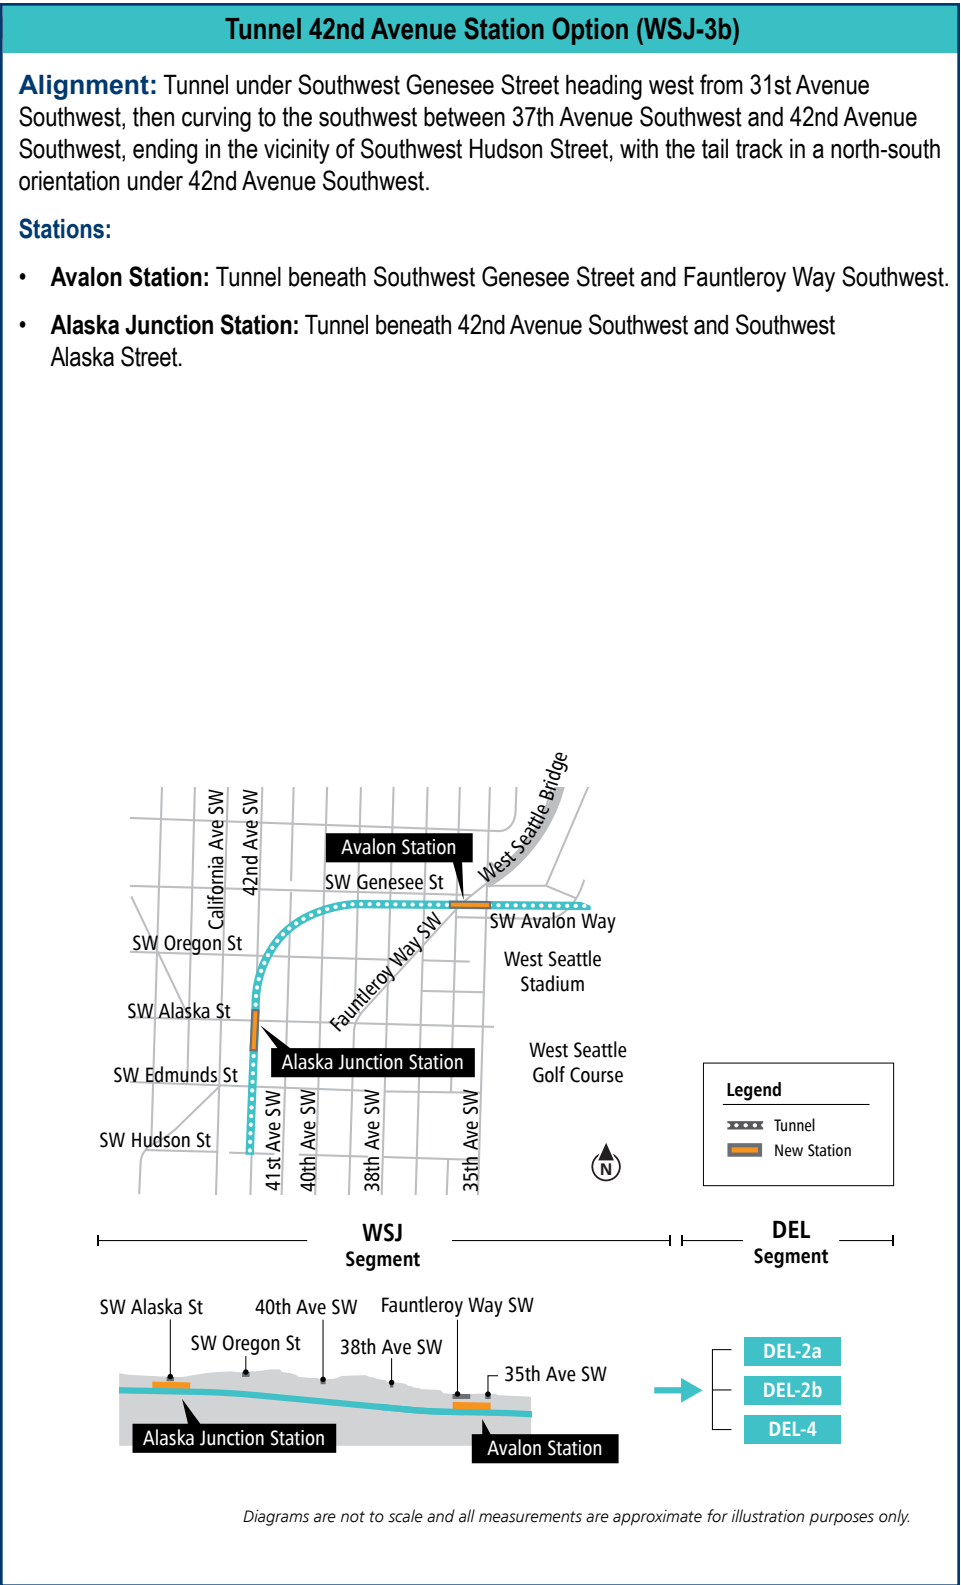 Tunnel 42nd Avenue Station Option (WSJ-3b)
Alignment: Tunnel under Southwest Genesee Street heading west from 31st Avenue
Southwest, then curving to the southwest between 37th Avenue Southwest and 42nd Avenue
Southwest, ending in the vicinity of Southwest Hudson Street, with the tail track in a north-south
orientation under 42nd Avenue Southwest.
Stations:
• Avalon Station: Tunnel beneath Southwest Genesee Street and Fauntleroy Way Southwest.
• Alaska Junction Station: Tunnel beneath 42nd Avenue Southwest and Southwest
Alaska Street.
California Ave SW
42nd Ave SW
West Seattle Bridge
Avalon Station
SW Genesee St
SW Avalon Way
SW Oregon St
Fauntleroy Way SW
West Seattle
Stadium
SW Alaska St
Alaska Junction Station
West Seattle
Golf Course
SW Edmunds St
SW Hudson St
41st Ave SW
40th Ave SW
38th Ave SW
35th Ave SW
N
Legend
Tunnel
New Station
WSJ
Segment
DEL
Segment
SW Alaska St
40th Ave SW
Fauntleroy Way SW
SW Oregon St
38th Ave SW
35th Ave SW
Alaska Junction Station
Avalon Station
DEL-2a
DEL-2b
DEL-4
Diagrams are not to scale and all measurements are approximate for illustration purposes only.